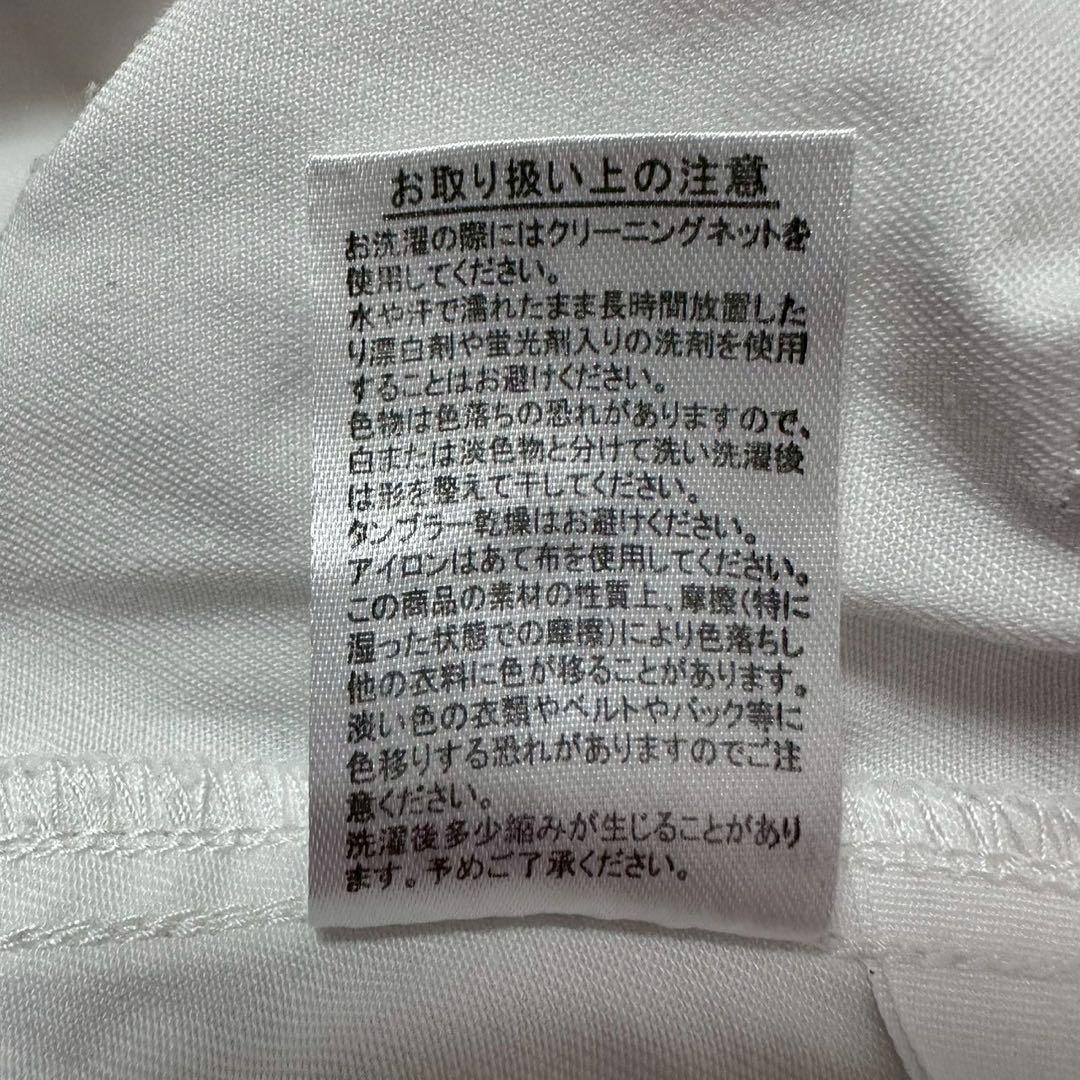 お取り扱い上の注意
お洗濯の際にはクリーニングネットを
使用してください。
水や汗で濡れたまま長時間放置した
り漂白剤や蛍光剤入りの洗剤を使用
することはお避けください。
色物は色落ちの恐れがありますので、
白または淡色物と分けて洗い洗濯後
は形を整えて干してください。
タンブラー乾燥はお避けください。
アイロンはあて布を使用してください。
この商品の素材の性質上、摩擦(特に
湿った状態での摩擦)により色落ちし
他の衣料に色が移ることがあります。
淡い色の衣類やベルトやバック等に
色移りする恐れがありますのでご注
意ください。
洗濯後多少縮みが生じることがあり
ます。予めご了承ください。